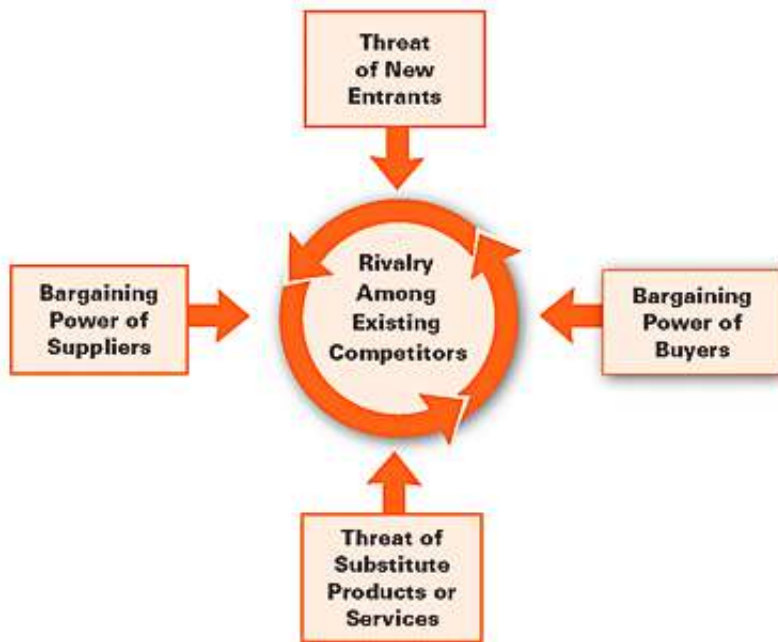 Threat
of New
Entrants
Bargaining
Power of
Suppliers
Rivalry
Among
Existing
Competitors
Bargaining
Power of
Buyers
Threat of
Substitute
Products or
Services